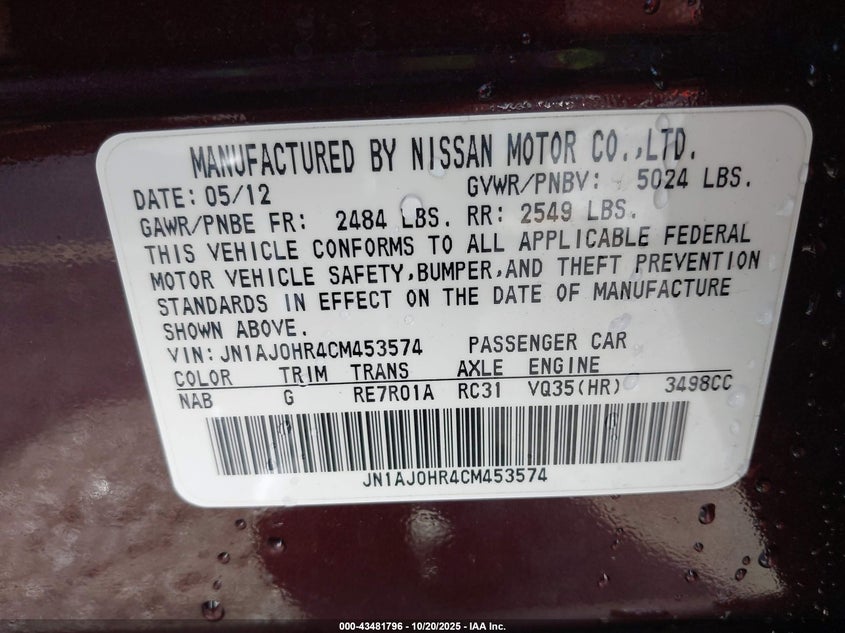 MANUFACTURED BY NISSAN MOTOR CO.,LTD.
DATE: 05/12 GVWR/PNBV: 5024 LBS.
GAWR/PNBE FR: 2484 LBS. RR: 2549 LBS.
THIS VEHICLE CONFORMS TO ALL APPLICABLE FEDERAL
MOTOR VEHICLE SAFETY,BUMPER,AND THEFT PREVENTION
STANDARDS IN EFFECT ON THE DATE OF MANUFACTURE
SHOWN ABOVE.
VIN: JN1AJ0HR4CM453574 PASSENGER CAR
COLOR TRIM TRANS AXLE ENGINE
NAB G RE7R01A RC31 VQ35(HR) 3498CC
JN1AJ0HR4CM453574
000-43481796 - 10/20/2025 - IAA Inc.